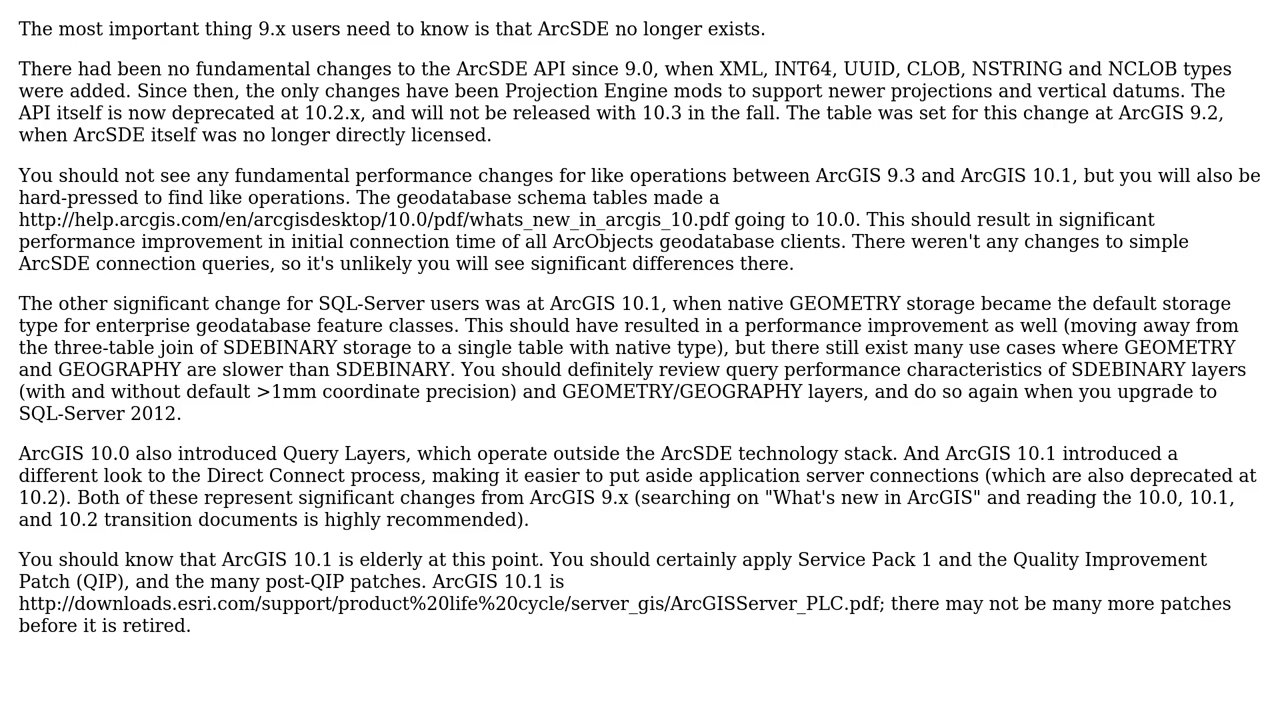 The most important thing 9.x users need to know is that ArcSDE no longer exists.
There had been no fundamental changes to the ArcSDE API since 9.0, when XML, INT64, UUID, CLOB, NSTRING and NCLOB types
were added. Since then, the only changes have been Projection Engine mods to support newer projections and vertical datums. The
API itself is now deprecated at 10.2.x, and will not be released with 10.3 in the fall. The table was set for this change at ArcGIS 9.2,
when ArcSDE itself was no longer directly licensed.
You should not see any fundamental performance changes for like operations between ArcGIS 9.3 and ArcGIS 10.1, but you will also be
hard-pressed to find like operations. The geodatabase schema tables made a
http://help.arcgis.com/en/arcgisdesktop/10.0/pdf/whats_new_in_arcgis_10.pdf going to 10.0. This should result in significant
performance improvement in initial connection time of all ArcObjects geodatabase clients. There weren't any changes to simple
ArcSDE connection queries, so it's unlikely you will see significant differences there.
The other significant change for SQL-Server users was at ArcGIS 10.1, when native GEOMETRY storage became the default storage
type for enterprise geodatabase feature classes. This should have resulted in a performance improvement as well (moving away from
the three-table join of SDEBINARY storage to a single table with native type), but there still exist many use cases where GEOMETRY
and GEOGRAPHY are slower than SDEBINARY. You should definitely review query performance characteristics of SDEBINARY layers
(with and without default >1mm coordinate precision) and GEOMETRY/GEOGRAPHY layers, and do so again when you upgrade to
SQL-Server 2012.
ArcGIS 10.0 also introduced Query Layers, which operate outside the ArcSDE technology stack. And ArcGIS 10.1 introduced a
different look to the Direct Connect process, making it easier to put aside application server connections (which are also deprecated at
10.2). Both of these represent significant changes from ArcGIS 9.x (searching on "What's new in ArcGIS" and reading the 10.0, 10.1,
and 10.2 transition documents is highly recommended).
You should know that ArcGIS 10.1 is elderly at this point. You should certainly apply Service Pack 1 and the Quality Improvement
Patch (QIP), and the many post-QIP patches. ArcGIS 10.1 is
http://downloads.esri.com/support/product%20life%20cycle/server_gis/ArcGISServer_PLC.pdf; there may not be many more patches
before it is retired.